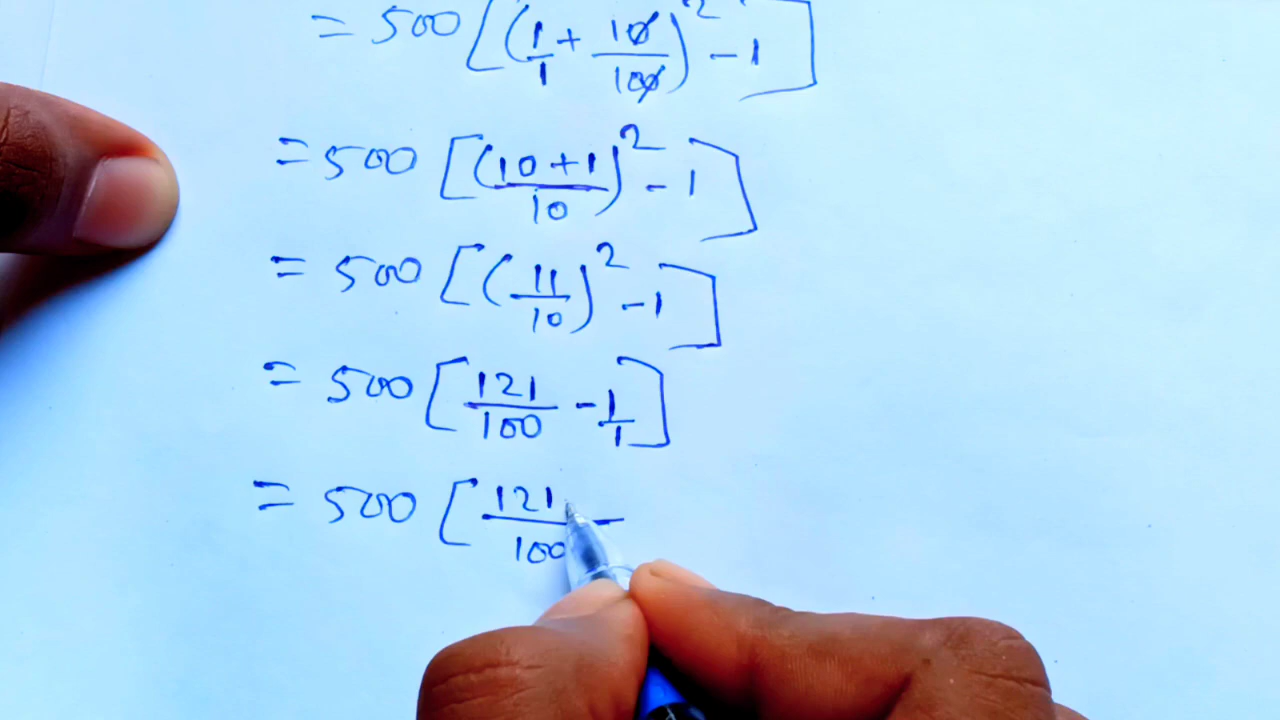 = 500 [(1/1 + 10/100)² - 1]
= 500 [(10+1/10)² - 1]
= 500 [(11/10)² - 1]
= 500 [121/100 - 1/1]
= 500 [121/100